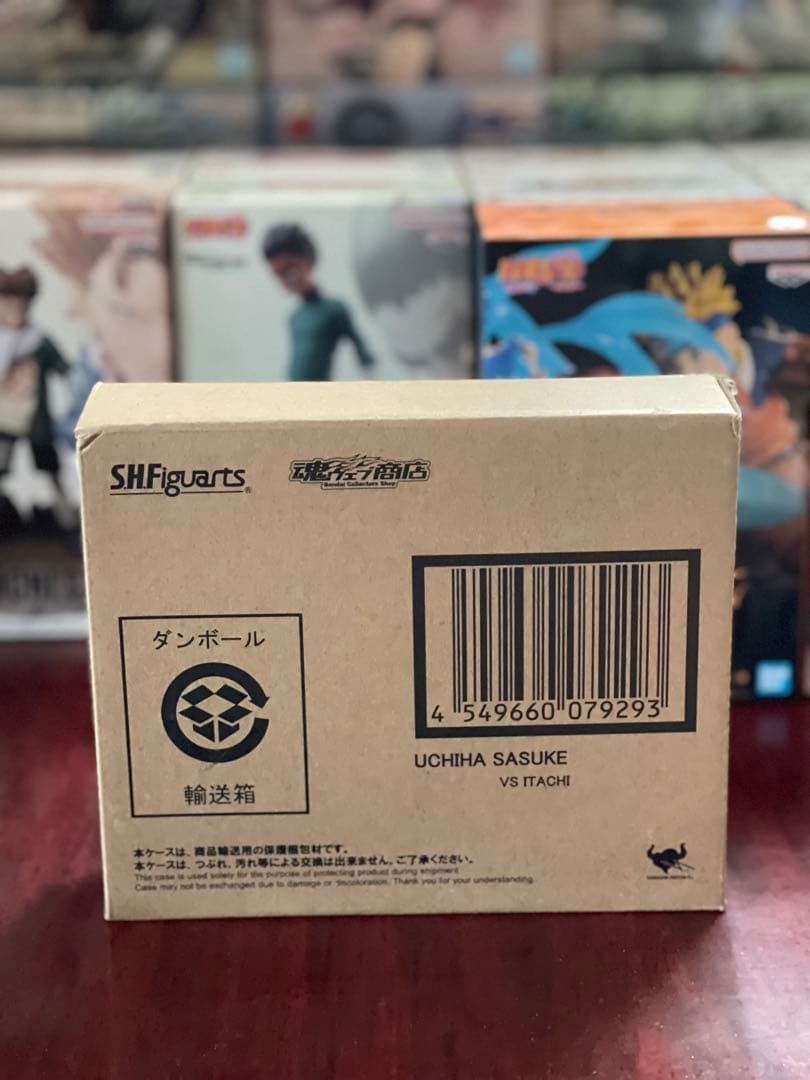 S.H.Figuarts®
魂ウェブ商店
Bandai Collectors Shop
ダンボール
輸送箱
4 549660 079293
UCHIHA SASUKE
VS ITACHI
本ケースは、商品輸送用の保護梱包材です。
本ケースは、つぶれ、汚れ等による交換は出来ません。ご了承ください。
This case is used solely for the purpose of protecting product during shipment
Case may not be exchanged due to damage or discoloration. Thank you for your understanding.
NARUTO